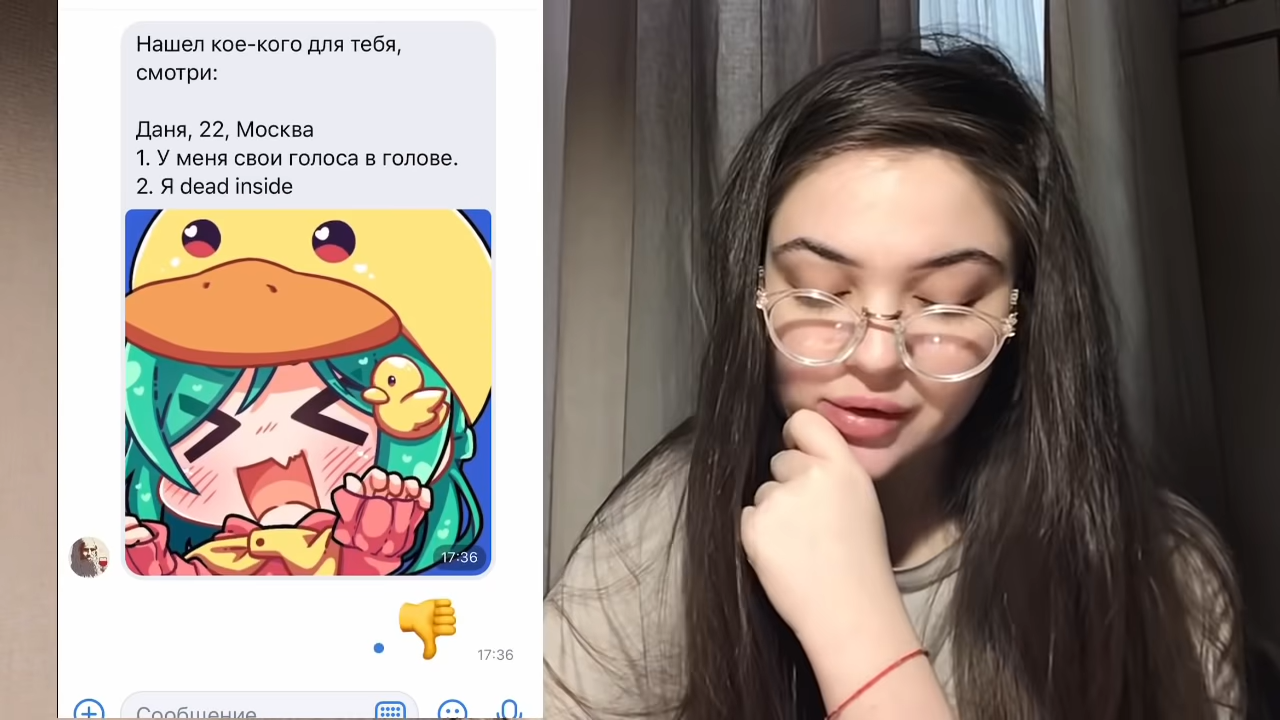 Нашел кое-кого для тебя,
смотри:
Даня, 22, Москва
1. У меня свои голоса в голове.
2. Я dead inside
17:36
17:36
Сообщение